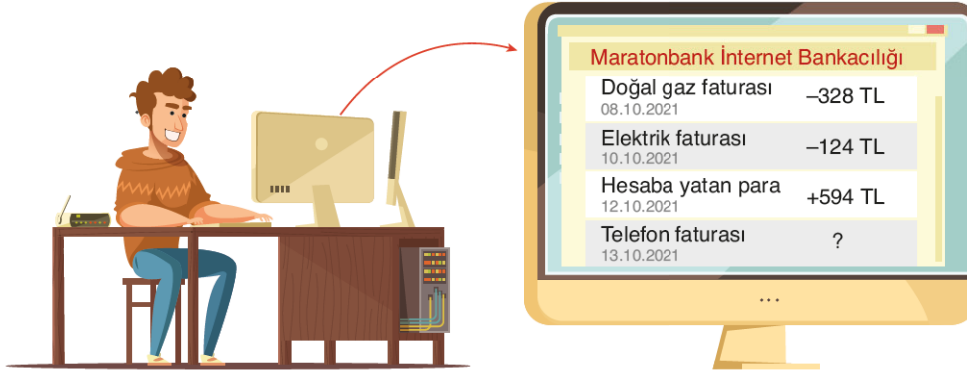 Maratonbank İnternet Bankacılığı
Doğal gaz faturası –328 TL
08.10.2021
Elektrik faturası –124 TL
10.10.2021
Hesaba yatan para +594 TL
12.10.2021
Telefon faturası ?
13.10.2021